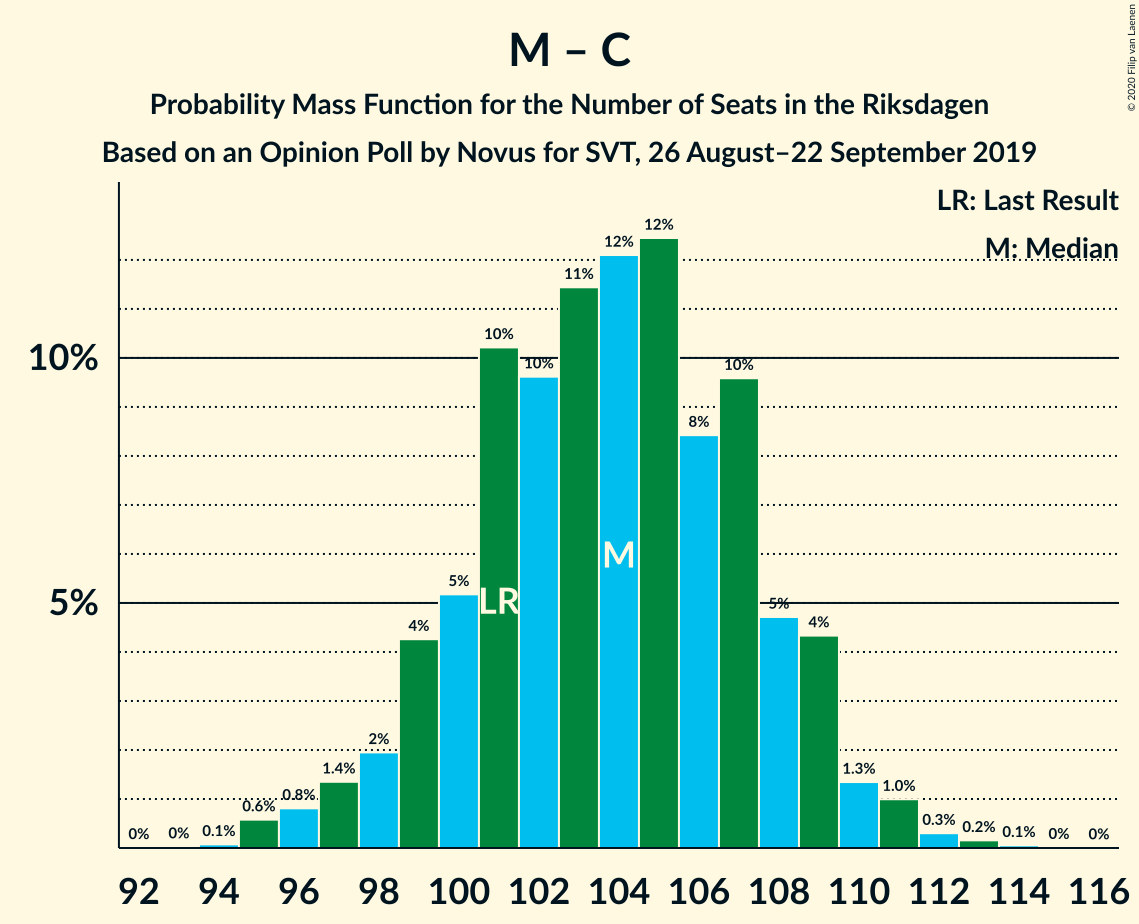 © 2020 Filip van Laenen
M – C
Probability Mass Function for the Number of Seats in the Riksdagen
Based on an Opinion Poll by Novus for SVT, 26 August–22 September 2019
LR: Last Result
M: Median
10%
5%
0% 0% 0.1% 0.6% 0.8% 1.4% 2% 4% 5% 10% 10% 11% 12% 12% 8% 10% 5% 4% 1.3% 1.0% 0.3% 0.2% 0.1% 0% 0%
LR M
92 94 96 98 100 102 104 106 108 110 112 114 116